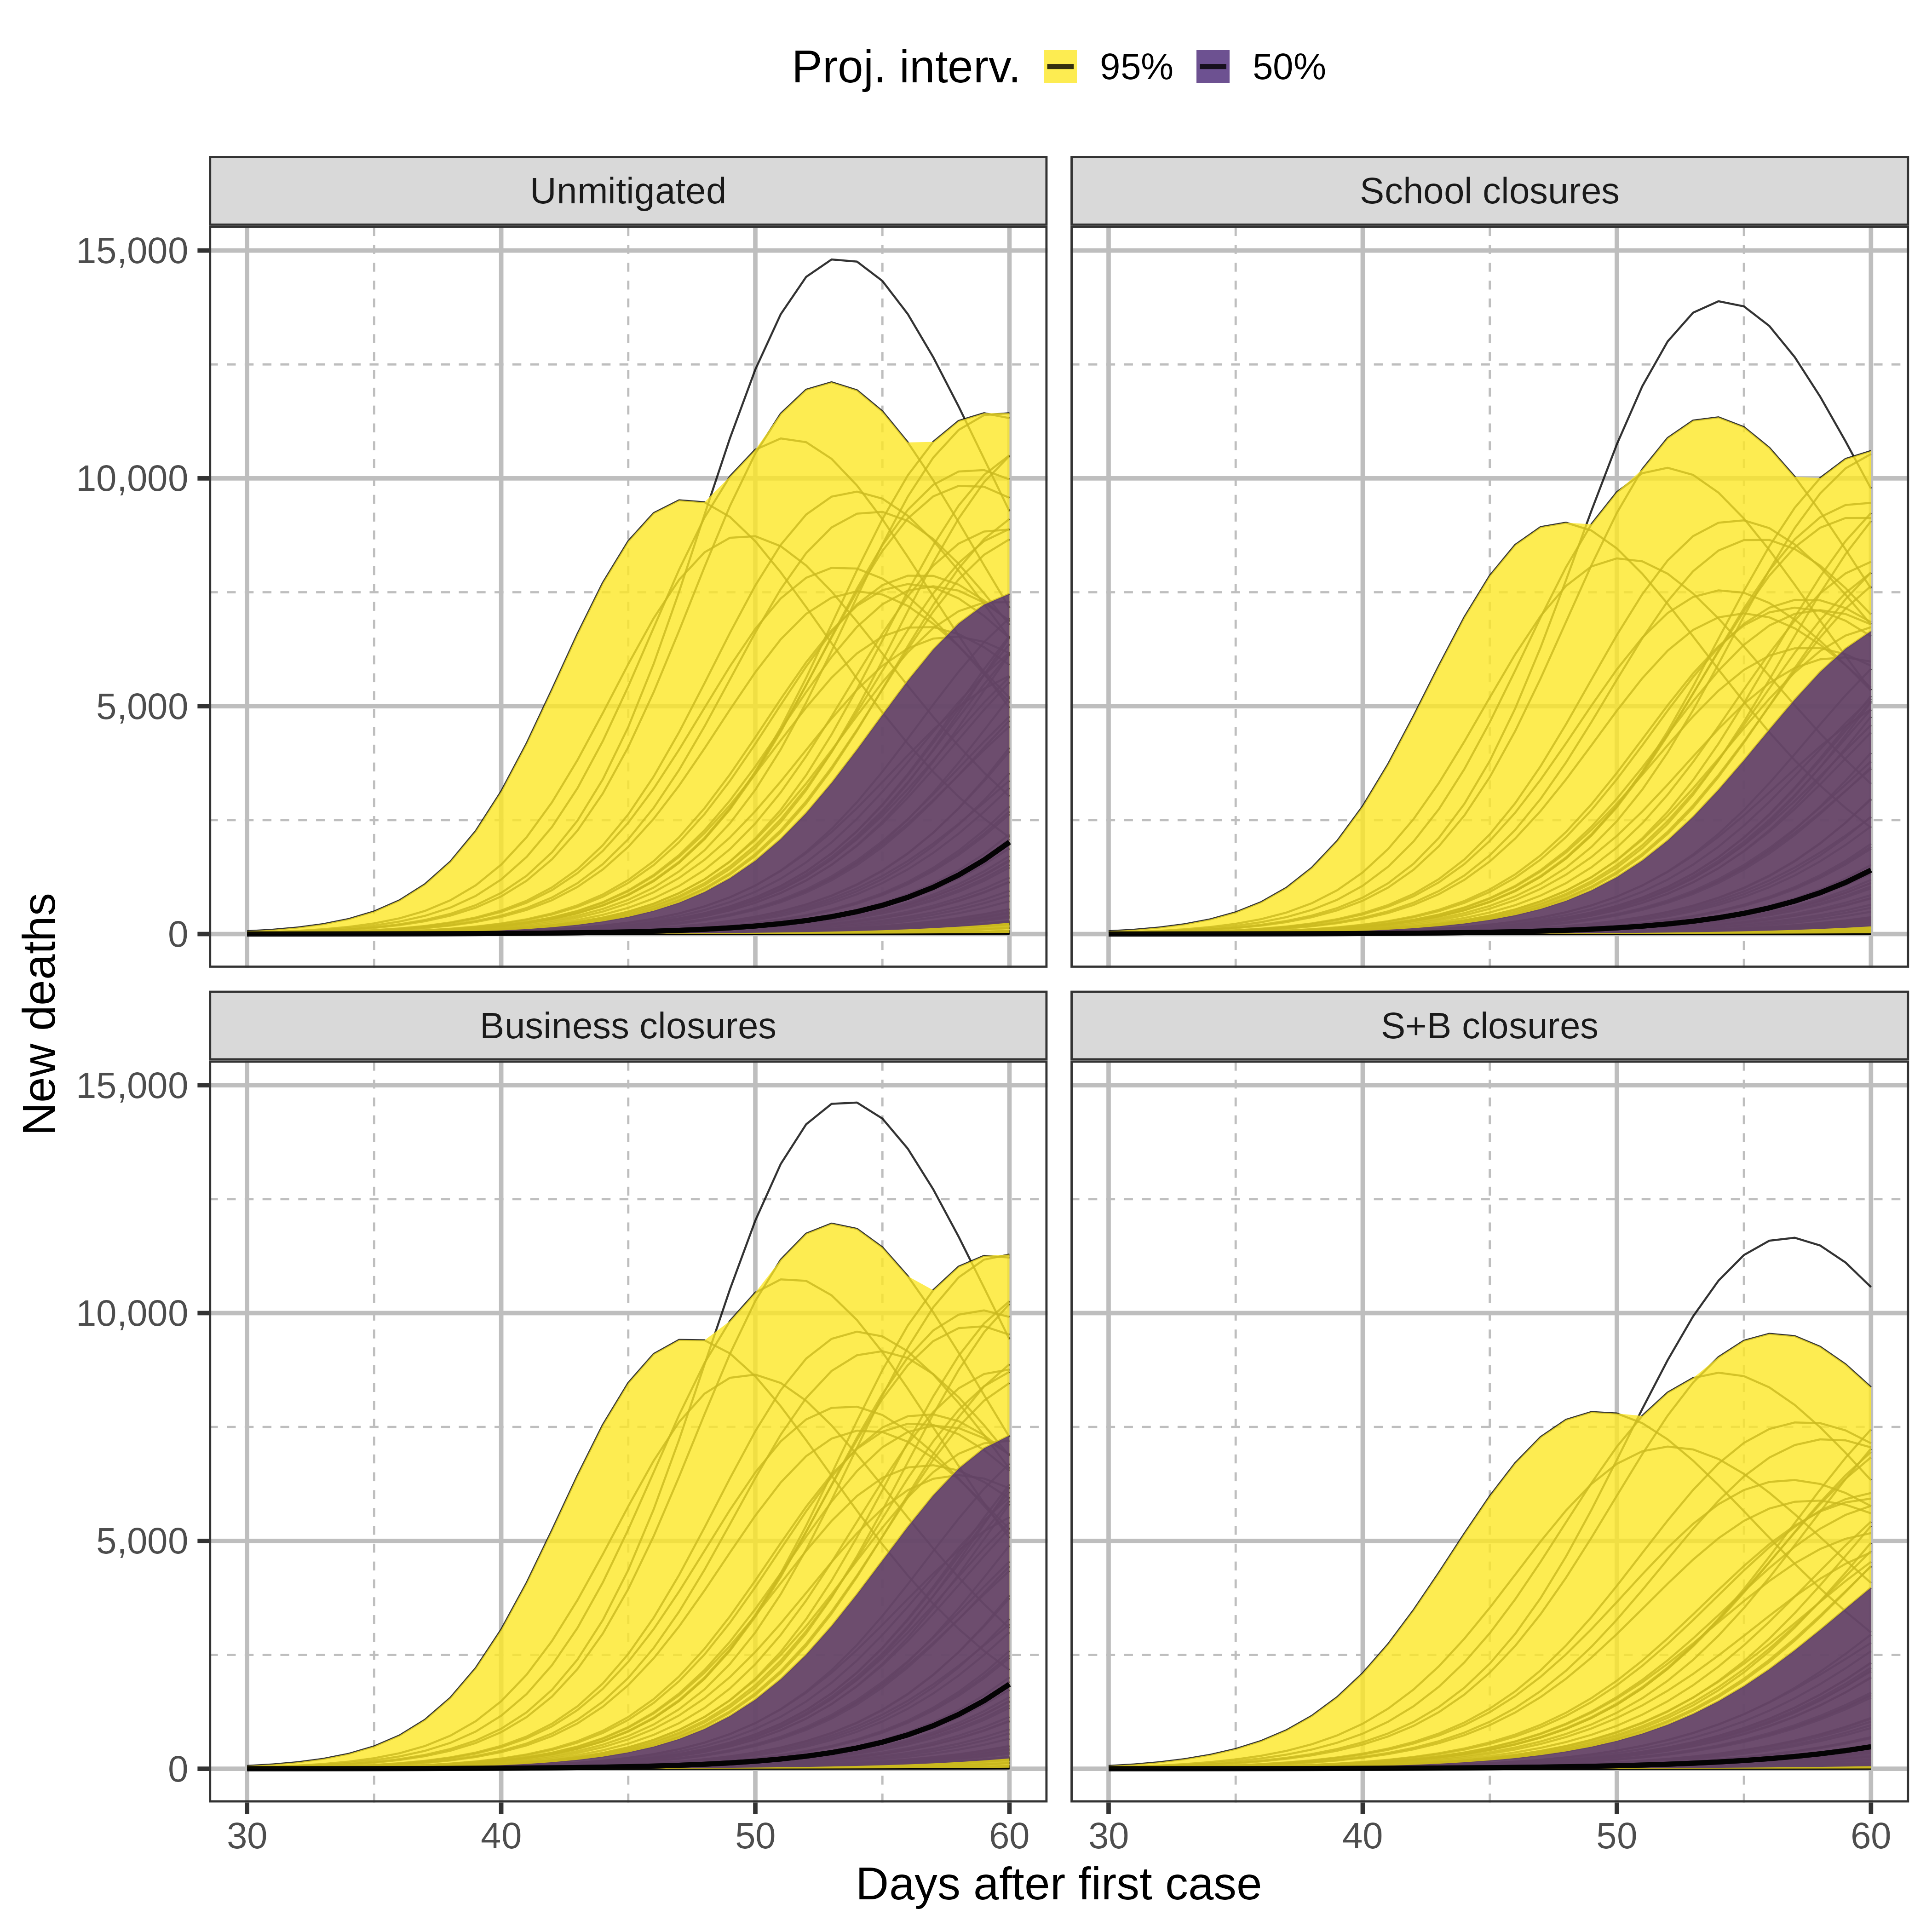 Proj. interv. 95% 50%
Unmitigated
School closures
15,000
10,000
5,000
0
Business closures
S+B closures
15,000
10,000
5,000
0
30 40 50 60
30 40 50 60
New deaths
Days after first case